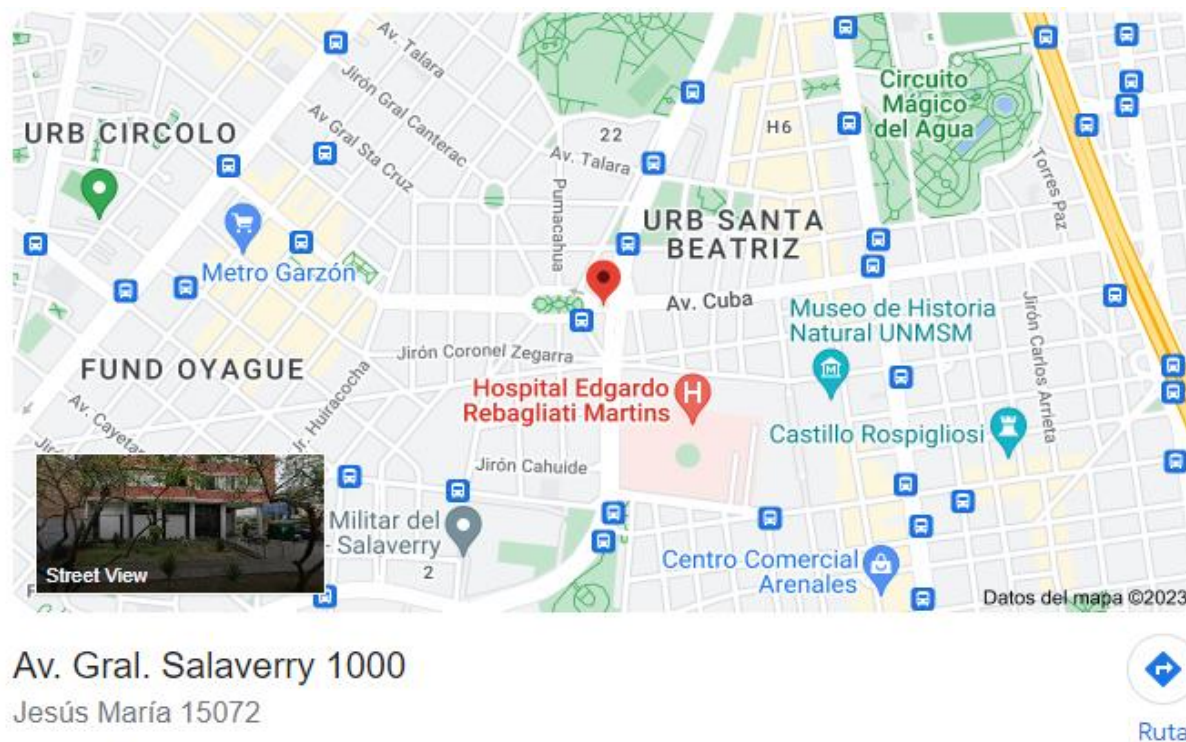 Av. Talara
Circuito
Mágico
del Agua
Jirón Gral Canterac
URB CIRCOLO
22
H6
Av Gral Sta Cruz
Av. Talara
Torres Paz
Pumacahua
URB SANTA
BEATRIZ
Metro Garzón
Av. Cuba
Museo de Historia
Natural UNMSM
Jirón Carlos Arrieta
Jirón Coronel Zegarra
FUND OYAGUE
Hospital Edgardo
Rebagliati Martins
H
M
Jr. Huiracocha
Av. Cayetan
Castillo Rospigliosi
Jirón Cahuide
Militar del
- Salaverry
2
Centro Comercial
Arenales
Street View
Datos del mapa ©2023
Av. Gral. Salaverry 1000
Jesús María 15072
Ruta